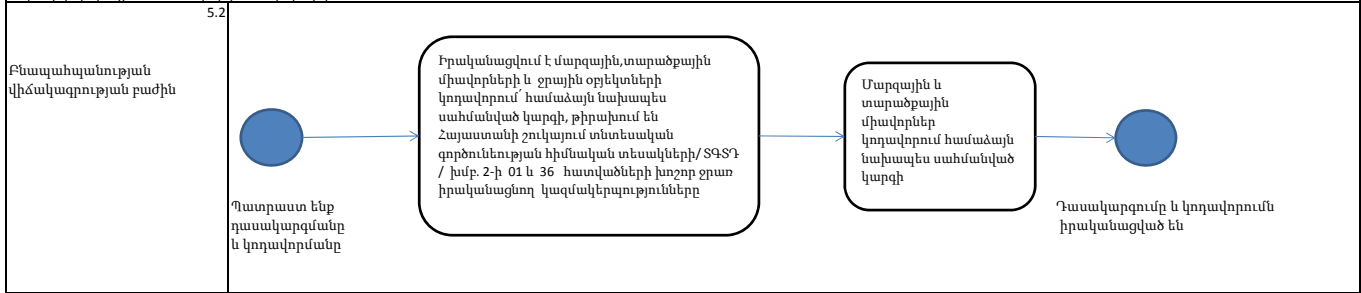 5.2
Բնապահպանության
վիճակագրության բաժին
Իրականացվում է մարզային,տարածքային
միավորների և ջրային օբյեկտների
կոդավորում՛ համաձայն նախապես
սահմանված կարգի, թիրախում են
Հայաստանի շուկայում տնտեսական
գործունեության հիմնական տեսակների/ՏԳՏԴ
/ խմբ. 2-ի 01 և 36 հատվածների խոշոր ջրառ
իրականացնող կազմակերպությունները
Մարզային և
տարածքային
միավորներ
կոդավորում համաձայն
նախապես սահմանված
կարգի
Պատրաստ ենք
դասակարգմանը
և կոդավորմանը
Դասակարգումը և կոդավորումն
իրականացված են